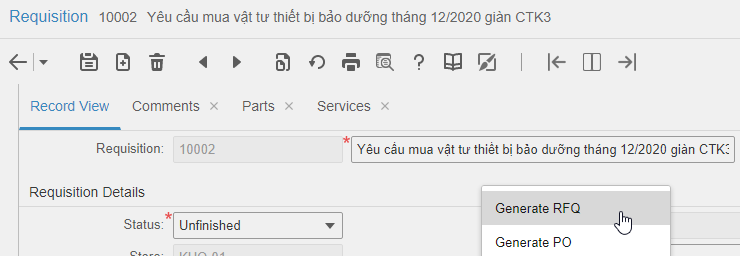 Requisition 10002 Yêu cầu mua vật tư thiết bị bảo dưỡng tháng 12/2020 giàn CTK3
Record View Comments × Parts × Services ×
Requisition: 10002 * Yêu cầu mua vật tư thiết bị bảo dưỡng tháng 12/2020 giàn CTK3
Requisition Details
Generate RFQ
Status: * Unfinished
Generate PO
Store: KHO-01